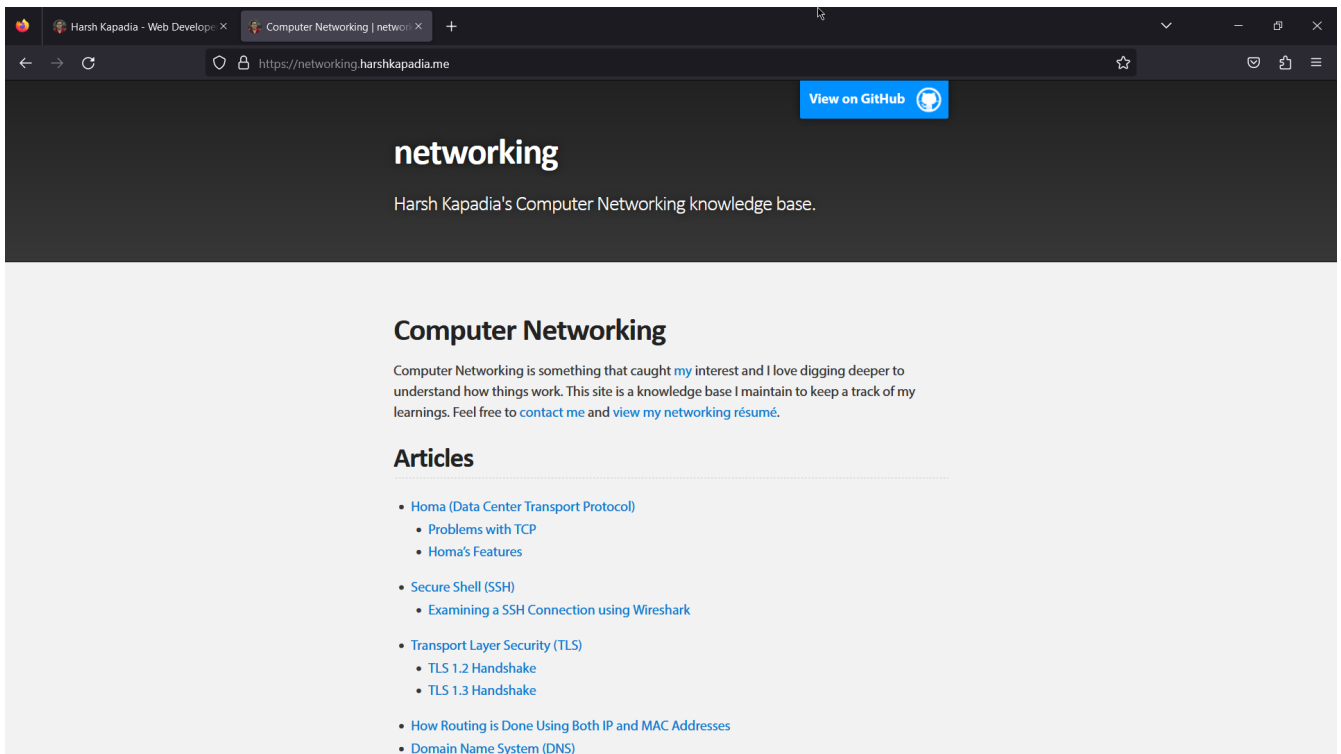 Harsh Kapadia - Web Develope
Computer Networking | networ
https://networking.harshkapadia.me
View on GitHub
networking
Harsh Kapadia's Computer Networking knowledge base.
Computer Networking
Computer Networking is something that caught my interest and I love digging deeper to
understand how things work. This site is a knowledge base I maintain to keep a track of my
learnings. Feel free to contact me and view my networking résumé.
Articles
Homa (Data Center Transport Protocol)
Problems with TCP
Homa’s Features
Secure Shell (SSH)
Examining a SSH Connection using Wireshark
Transport Layer Security (TLS)
TLS 1.2 Handshake
TLS 1.3 Handshake
How Routing is Done Using Both IP and MAC Addresses
Domain Name System (DNS)